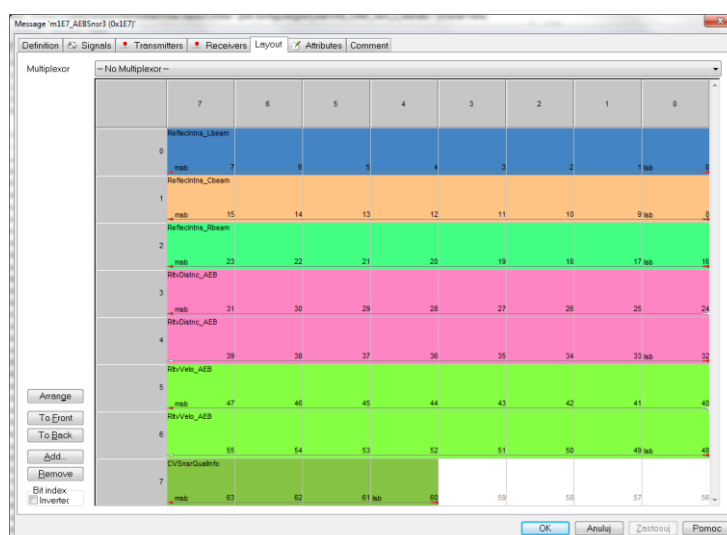 Message 'm1E7_AEBSnsr3 (0x1E7)'
Definition Signals Transmitters Receivers Layout Attributes Comment
Multiplexor -- No Multiplexor --
7 6 5 4 3 2 1 0
ReflecIntns_Lbeam
0
msb 7 6 5 4 3 2 1 lsb 0
ReflecIntns_Cbeam
1
msb 15 14 13 12 11 10 9 lsb 8
ReflecIntns_Rbeam
2
msb 23 22 21 20 19 18 17 lsb 16
RltvDistnc_AEB
3
msb 31 30 29 28 27 26 25 24
RltvDistnc_AEB
4
39 38 37 36 35 34 33 lsb 32
RltvVelo_AEB
5
msb 47 46 45 44 43 42 41 40
RltvVelo_AEB
6
55 54 53 52 51 50 49 lsb 48
CVSnsrQualInfo
7
msb 63 62 61 lsb 60 59 58 57 56
Arrange
To Front
To Back
Add...
Remove
Bit index
Inverted
OK Anuluj Zastosuj Pomoc